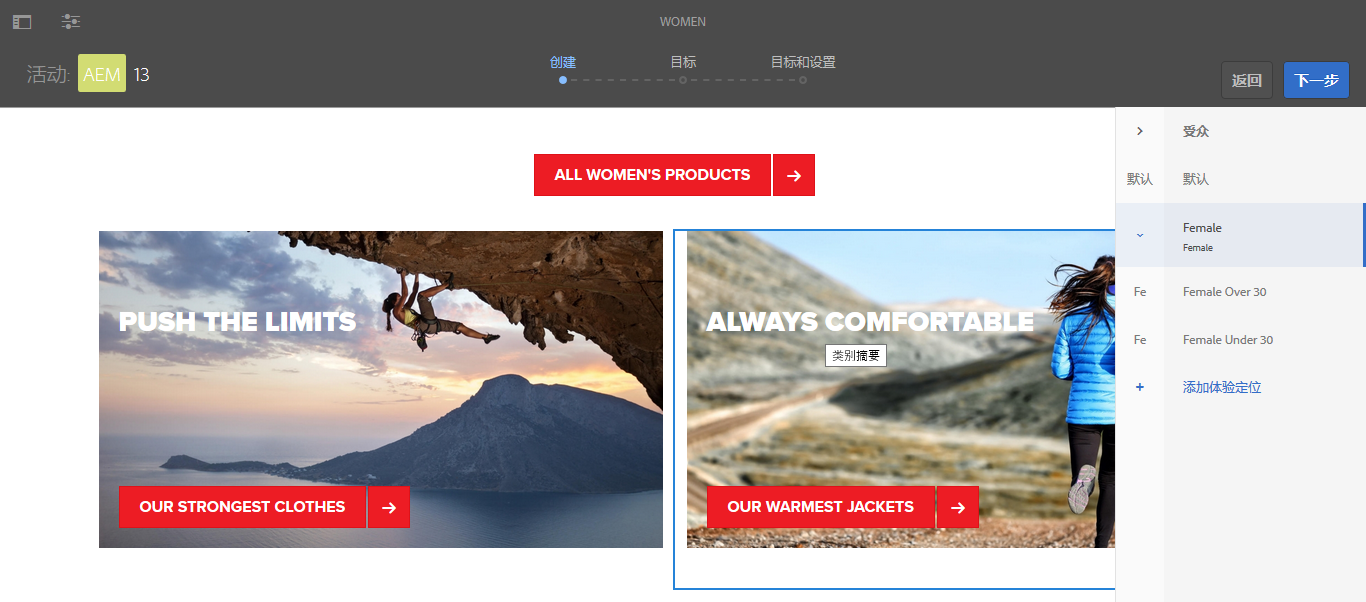 WOMEN
活动: AEM 13
创建
目标
目标和设置
返回
下一步
ALL WOMEN'S PRODUCTS
PUSH THE LIMITS
OUR STRONGEST CLOTHES
ALWAYS COMFORTABLE
类别摘要
OUR WARMEST JACKETS
受众
默认 默认
Female
Female
Fe Female Over 30
Fe Female Under 30
+ 添加体验定位